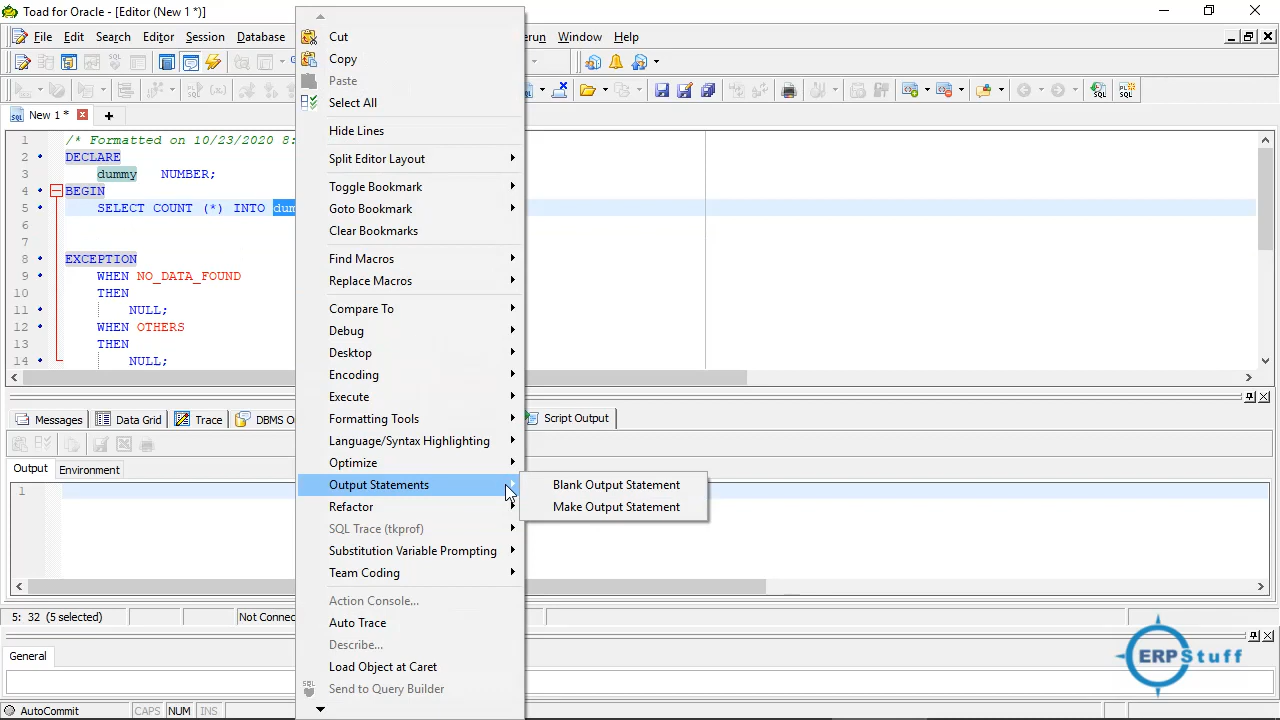 Toad for Oracle - [Editor (New 1 *)]
File Edit Search Editor Session Database Window Help
New 1 *
1 /* Formatted on 10/23/2020 8:
2 DECLARE
3 dummy NUMBER;
4 BEGIN
5 SELECT COUNT (*) INTO dum
6
7
8 EXCEPTION
9 WHEN NO_DATA_FOUND
10 THEN
11 NULL;
12 WHEN OTHERS
13 THEN
14 NULL;
Messages Data Grid Trace DBMS O Script Output
Output Environment
1
5: 32 (5 selected) Not Connec
General
AutoCommit CAPS NUM INS
Cut
Copy
Paste
Select All
Hide Lines
Split Editor Layout
Toggle Bookmark
Goto Bookmark
Clear Bookmarks
Find Macros
Replace Macros
Compare To
Debug
Desktop
Encoding
Execute
Formatting Tools
Language/Syntax Highlighting
Optimize
Output Statements
Refactor
SQL Trace (tkprof)
Substitution Variable Prompting
Team Coding
Action Console...
Auto Trace
Describe...
Load Object at Caret
Send to Query Builder
Blank Output Statement
Make Output Statement
ERPStuff